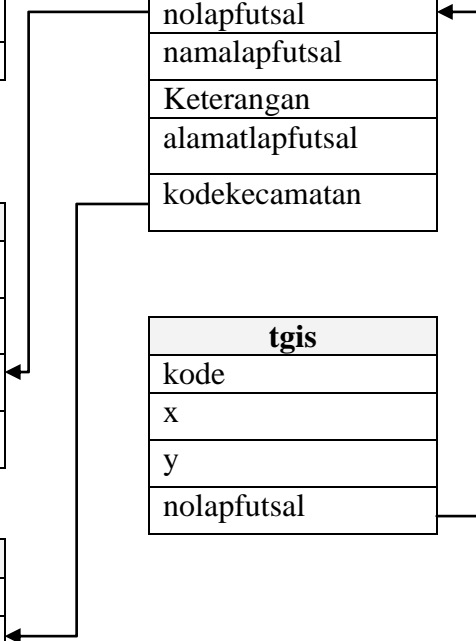 nolapfutsal
namalapfutsal
Keterangan
alamatlapfutsal
kodekecamatan
tgis
kode
x
y
nolapfutsal